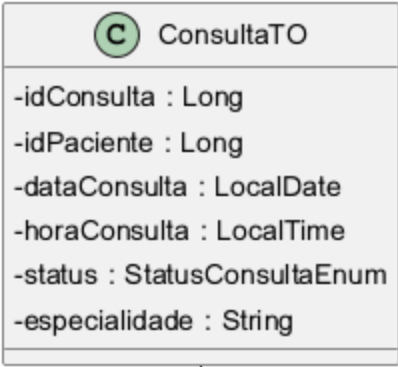 C ConsultaTO
-idConsulta : Long
-idPaciente : Long
-dataConsulta : LocalDate
-horaConsulta : LocalTime
-status : StatusConsultaEnum
-especialidade : String